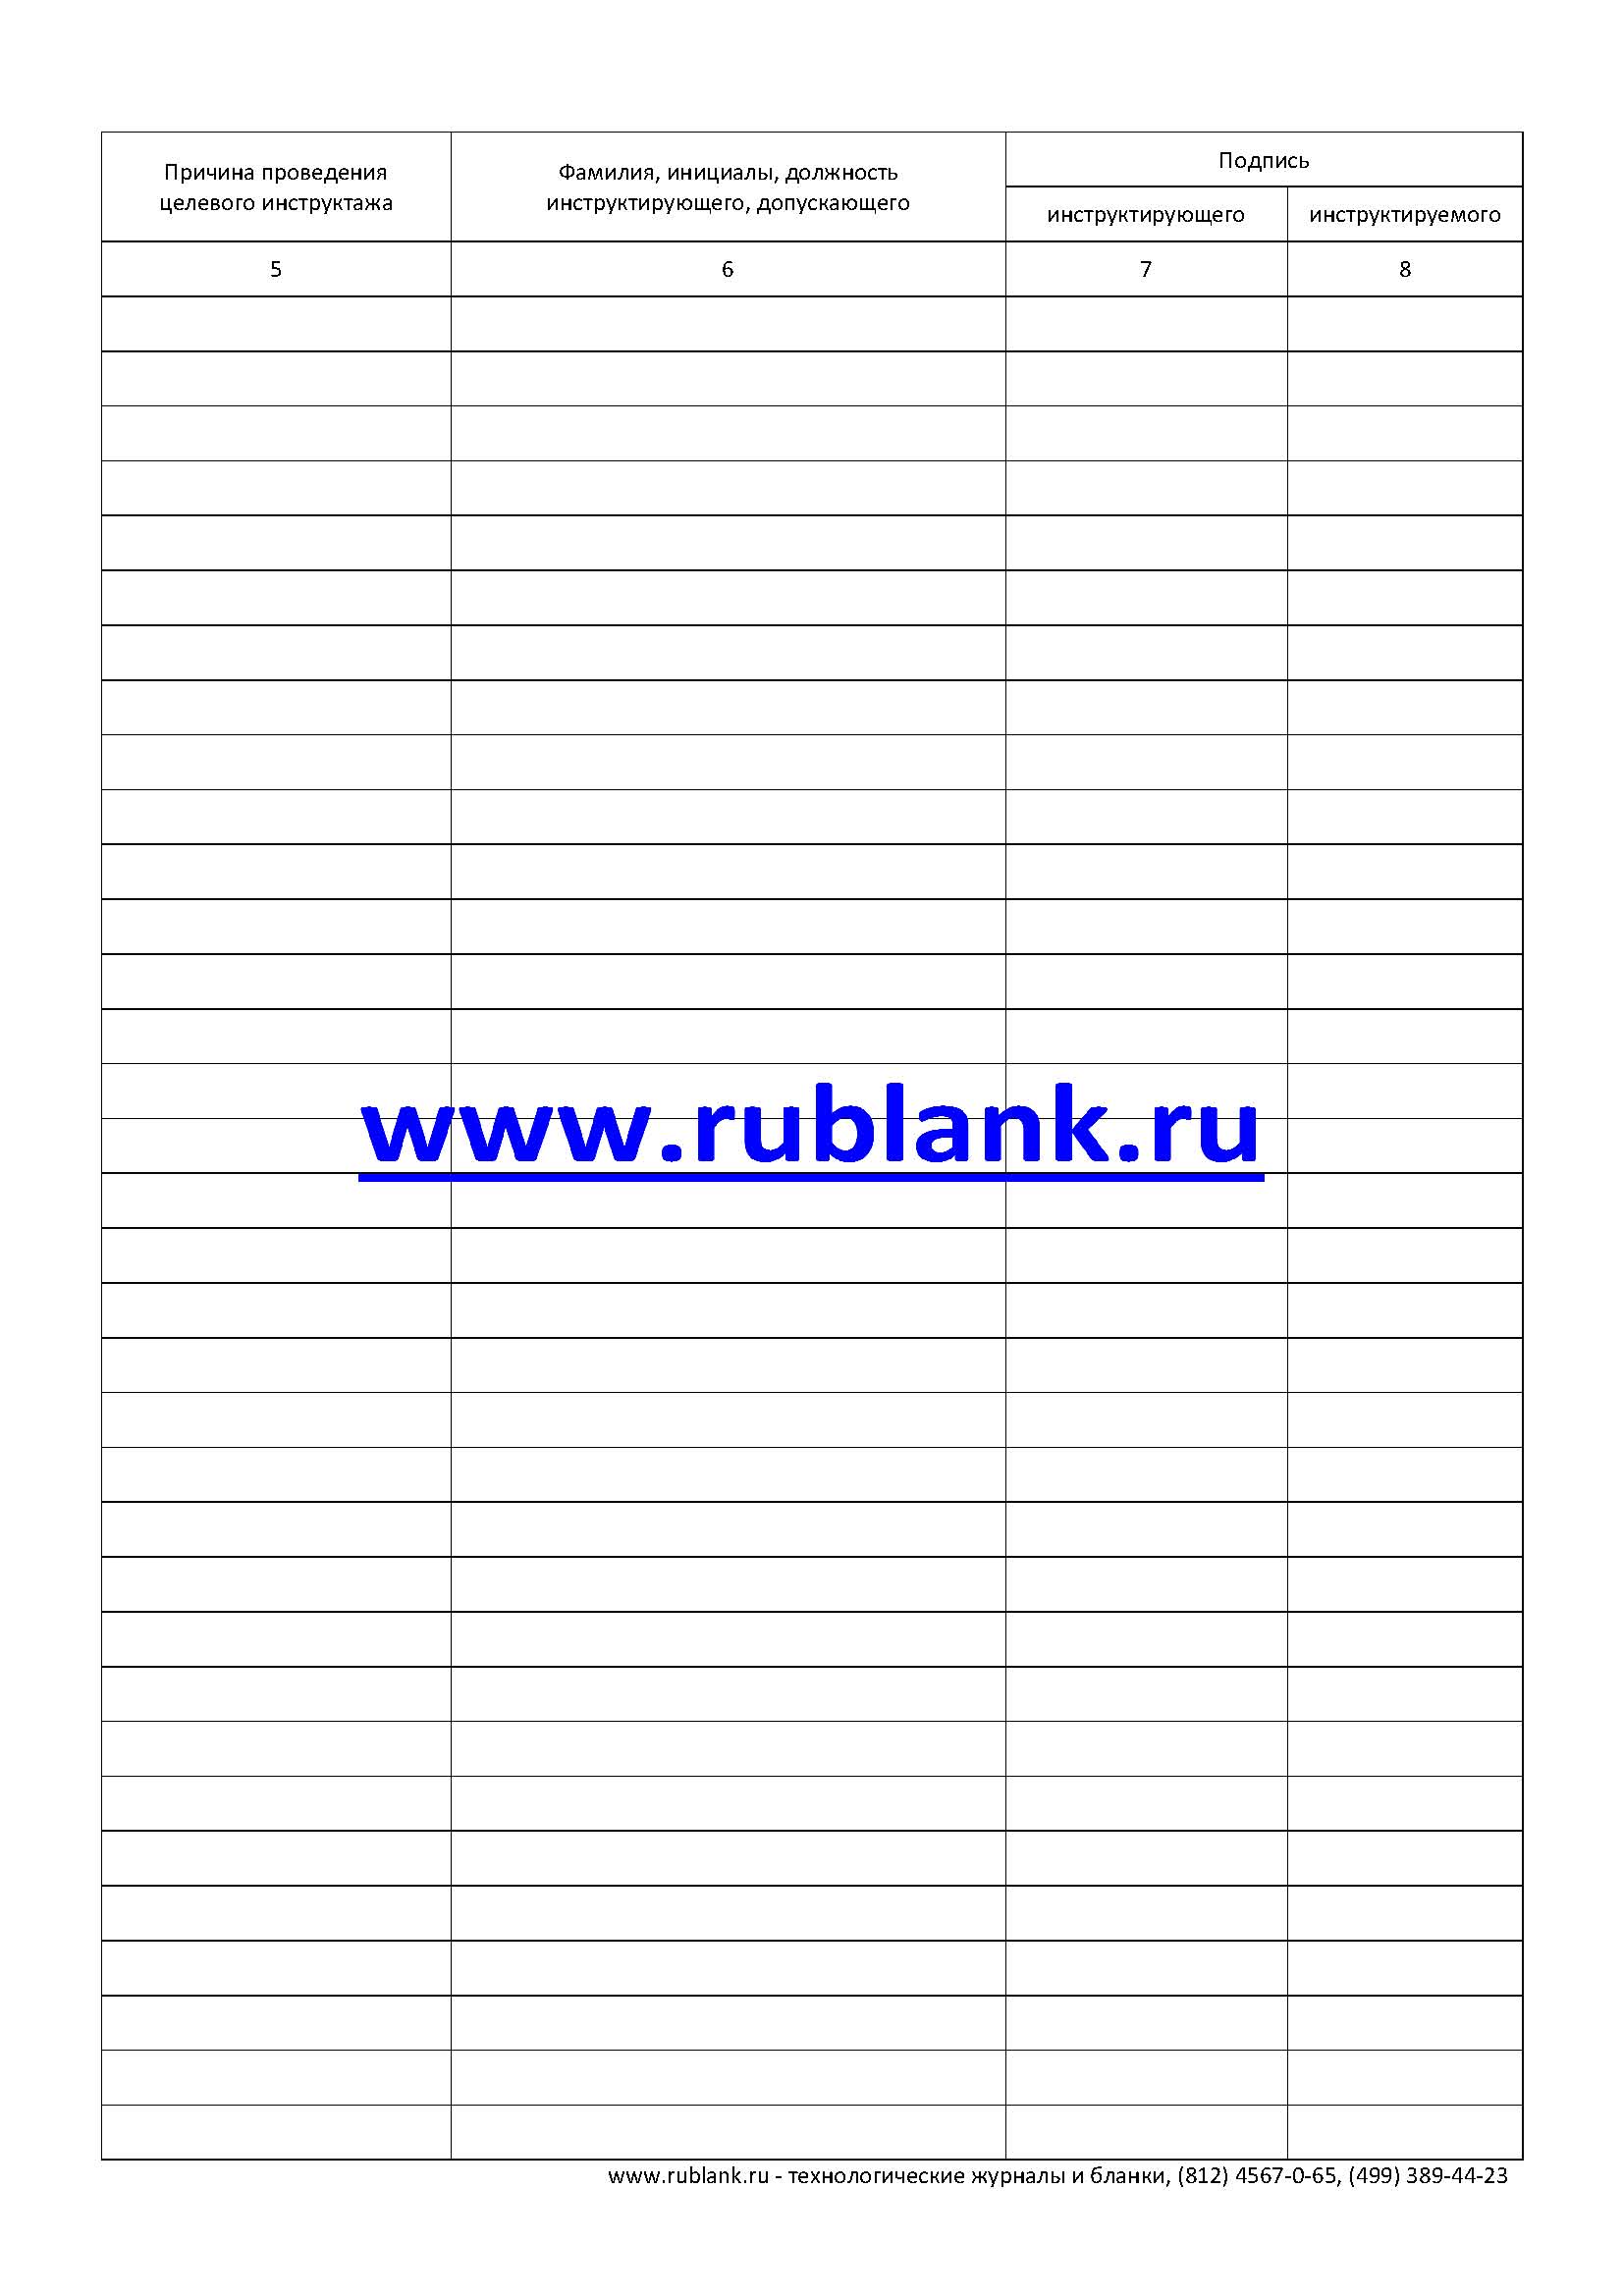 Причина проведения
целевого инструктажа
Фамилия, инициалы, должность
инструктирующего, допускающего
Подпись
инструктирующего
инструктируемого
5
6
7
8
www.rublank.ru
www.rublank.ru - технологические журналы и бланки, (812) 4567-0-65, (499) 389-44-23